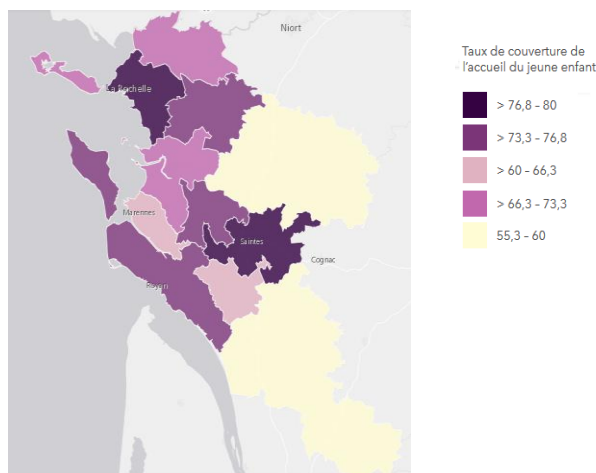 Niort
La Rochelle
Marennes
Saintes
Cognac
Royan
Taux de couverture de
l'accueil du jeune enfant
> 76,8 - 80
> 73,3 - 76,8
> 60 - 66,3
> 66,3 - 73,3
55,3 - 60